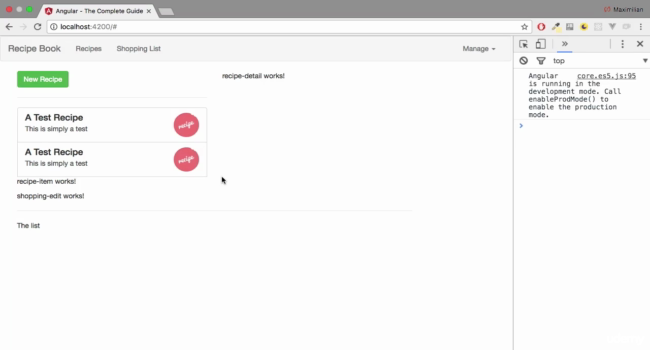 Angular - The Complete Guide
Maximilian
localhost:4200/#
Recipe Book
Recipes
Shopping List
Manage
New Recipe
A Test Recipe
This is simply a test
recipe
A Test Recipe
This is simply a test
recipe
recipe-item works!
shopping-edit works!
The list
recipe-detail works!
top
Angular core.es5.js:95
is running in the
development mode. Call
enableProdMode() to
enable the production
mode.